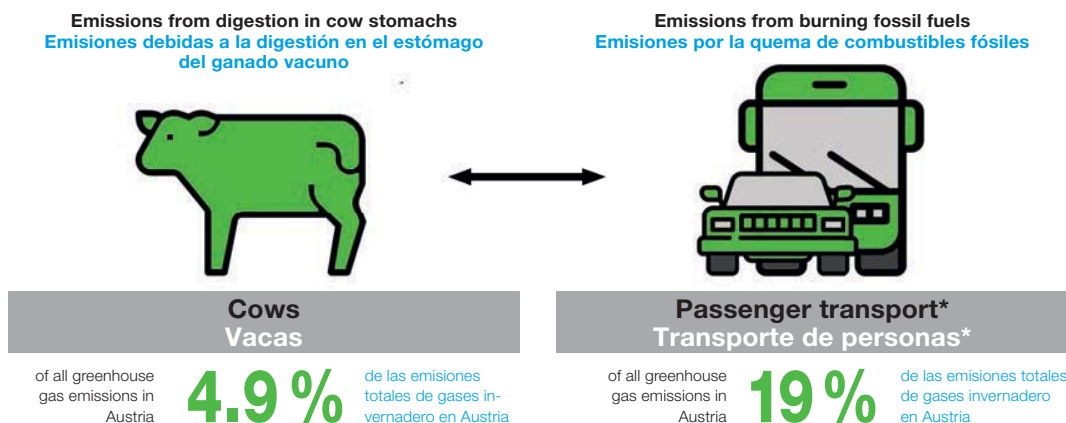 Emissions from digestion in cow stomachs
Emisiones debidas a la digestión en el estómago
del ganado vacuno
Cows
Vacas
of all greenhouse
gas emissions in
Austria
4.9 %
de las emisiones
totales de gases in-
vernadero en Austria
Emissions from burning fossil fuels
Emisiones por la quema de combustibles fósiles
Passenger transport*
Transporte de personas*
of all greenhouse
gas emissions in
Austria
19 %
de las emisiones totales
de gases invernadero
en Austria